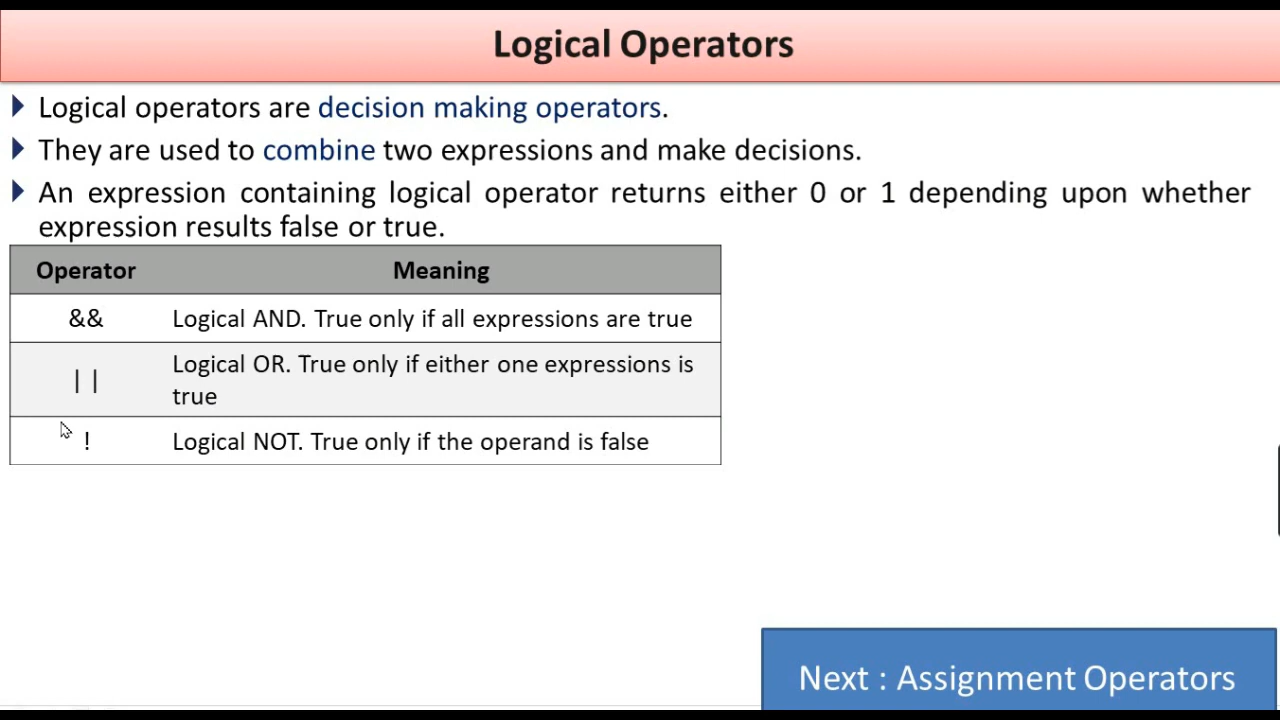 Logical Operators
Logical operators are decision making operators.
They are used to combine two expressions and make decisions.
An expression containing logical operator returns either 0 or 1 depending upon whether
expression results false or true.
Operator Meaning
&& Logical AND. True only if all expressions are true
|| Logical OR. True only if either one expressions is
true
! Logical NOT. True only if the operand is false
Next : Assignment Operators